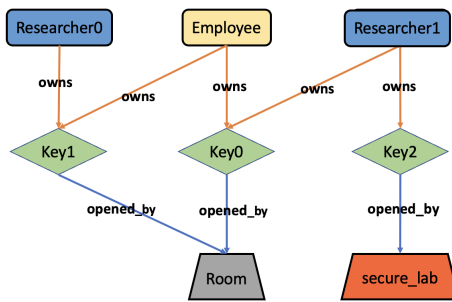 Researcher0 Employee Researcher1
owns owns owns owns owns
Key1 Key0 Key2
opened_by opened_by opened_by
Room secure_lab